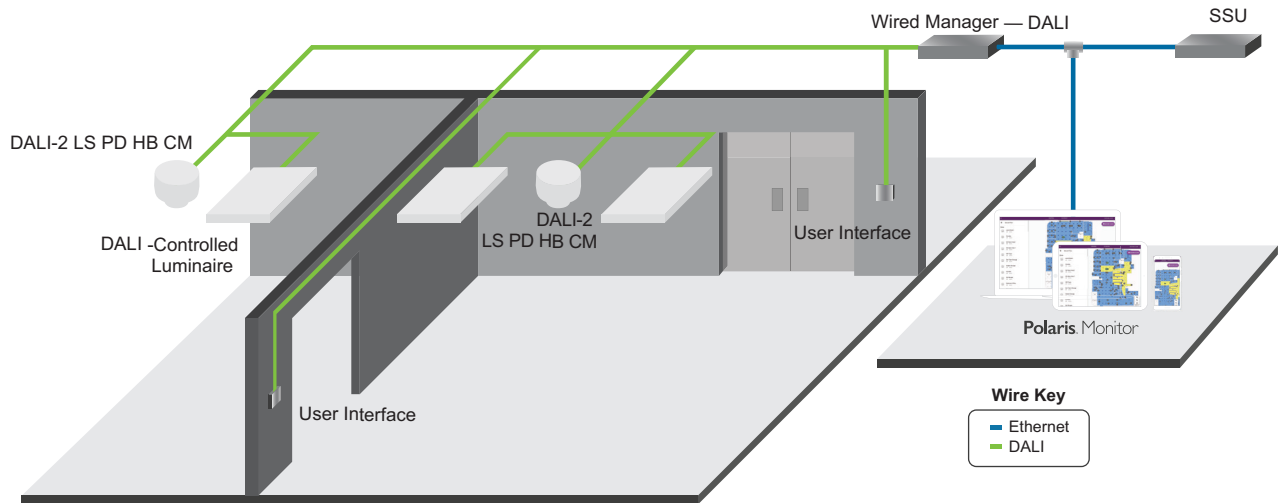 Wired Manager — DALI
SSU
DALI-2 LS PD HB CM
DALI -Controlled
Luminaire
DALI-2
LS PD HB CM
User Interface
User Interface
Polaris. Monitor
Wire Key
Ethernet
DALI